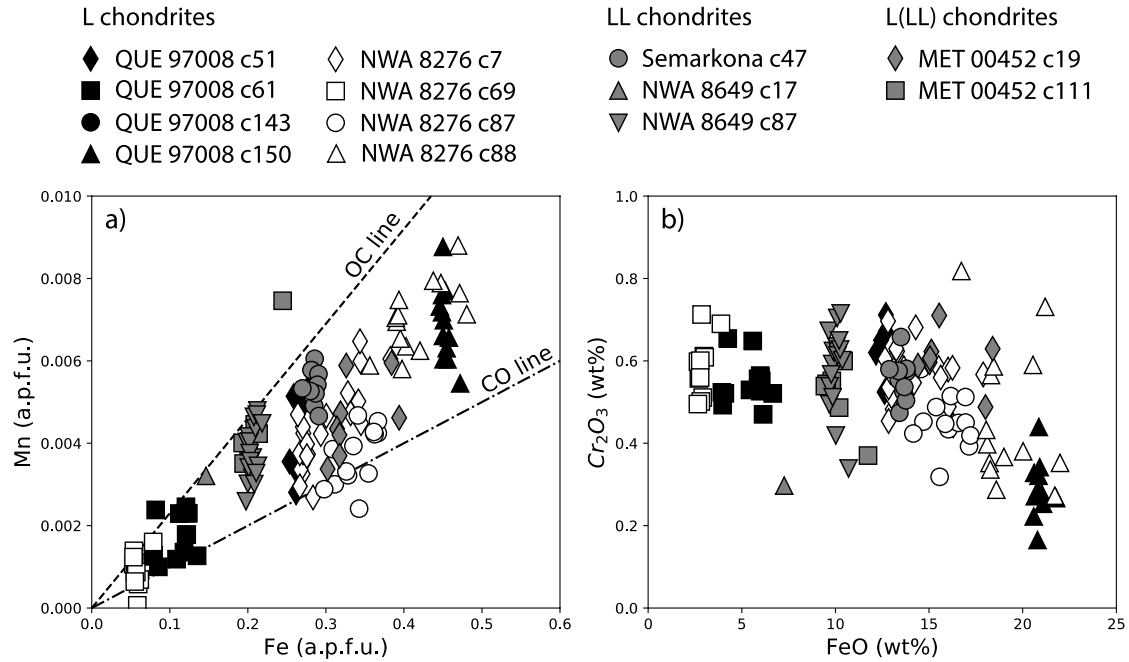 L chondrites
QUE 97008 c51
QUE 97008 c61
QUE 97008 c143
QUE 97008 c150
NWA 8276 c7
NWA 8276 c69
NWA 8276 c87
NWA 8276 c88
LL chondrites
Semarkona c47
NWA 8649 c17
NWA 8649 c87
L(LL) chondrites
MET 00452 c19
MET 00452 c111
a)
OC line
CO line
0.010
0.008
0.006
0.004
0.002
0.000
Mn (a.p.f.u.)
0.0 0.1 0.2 0.3 0.4 0.5 0.6
Fe (a.p.f.u.)
b)
1.0
0.8
0.6
0.4
0.2
0.0
Cr2O3 (wt%)
0 5 10 15 20 25
FeO (wt%)